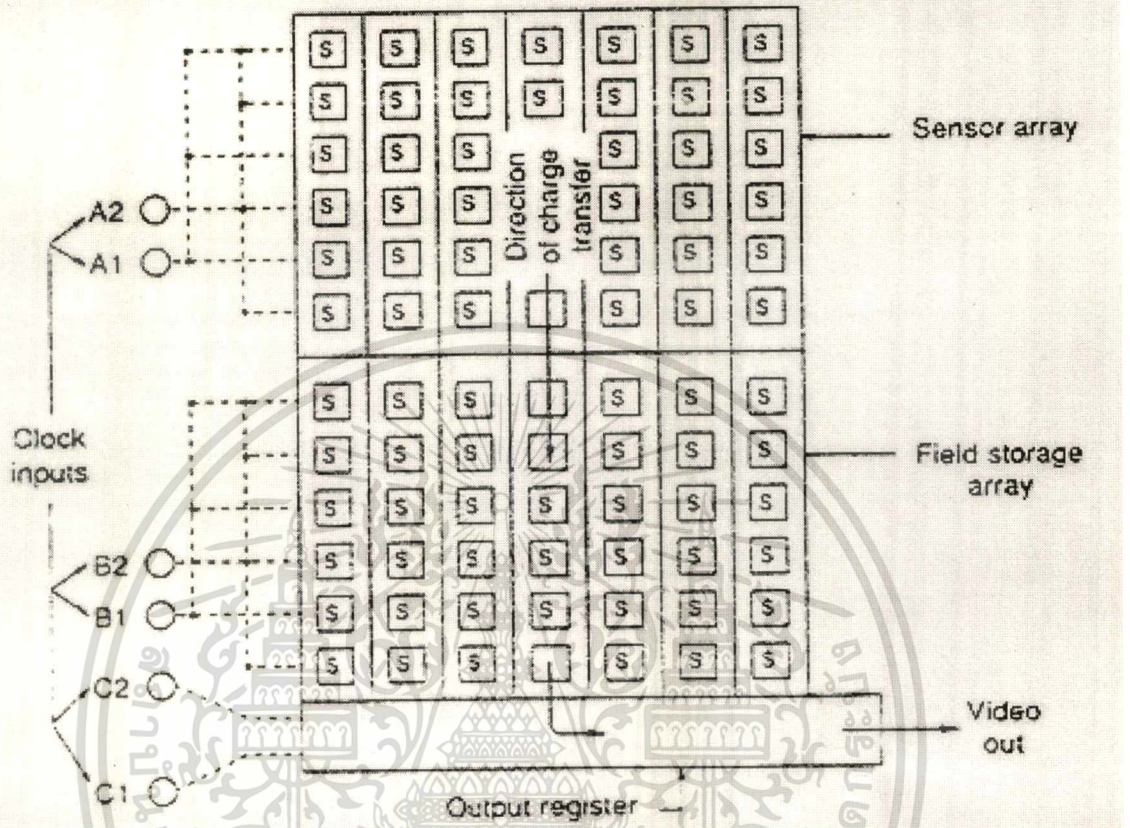 S S S S S S S
S S S S S S S
S S S S S S
S S S S S S
S S S S S S
S S S S S S
Direction
of charge
transfer
Sensor array
A2
A1
Clock
inputs
S S S S S S
S S S S S S
S S S S S S S
S S S S S S S
S S S S S S S
S S S S S S
Field storage
array
B2
B1
C2
C1
Video
out
Output register